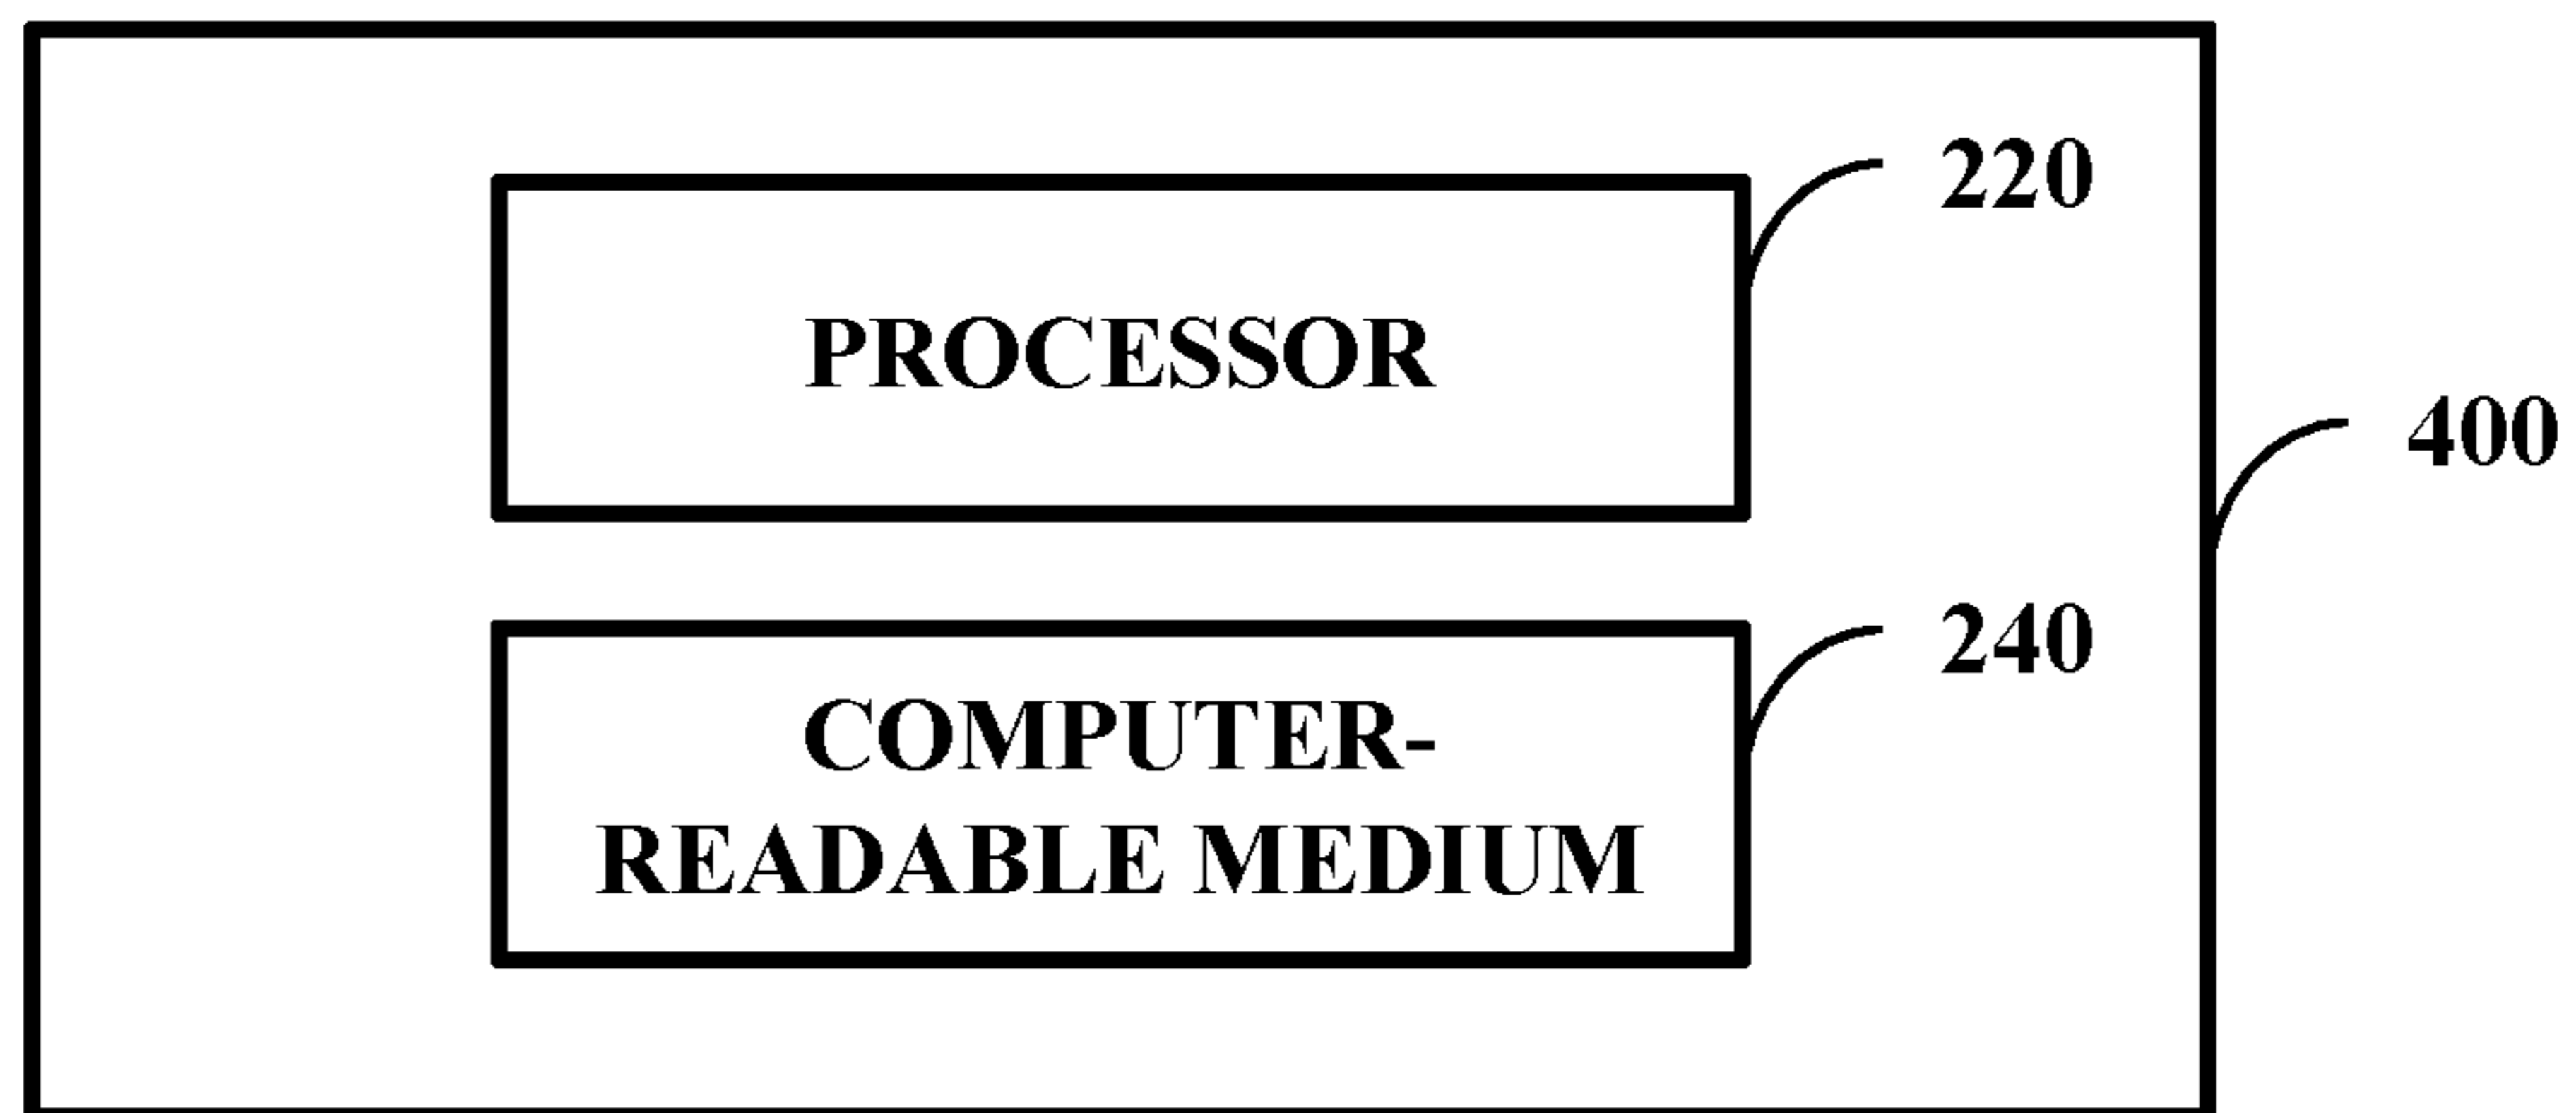 220
PROCESSOR
400
240
COMPUTER-
READABLE MEDIUM